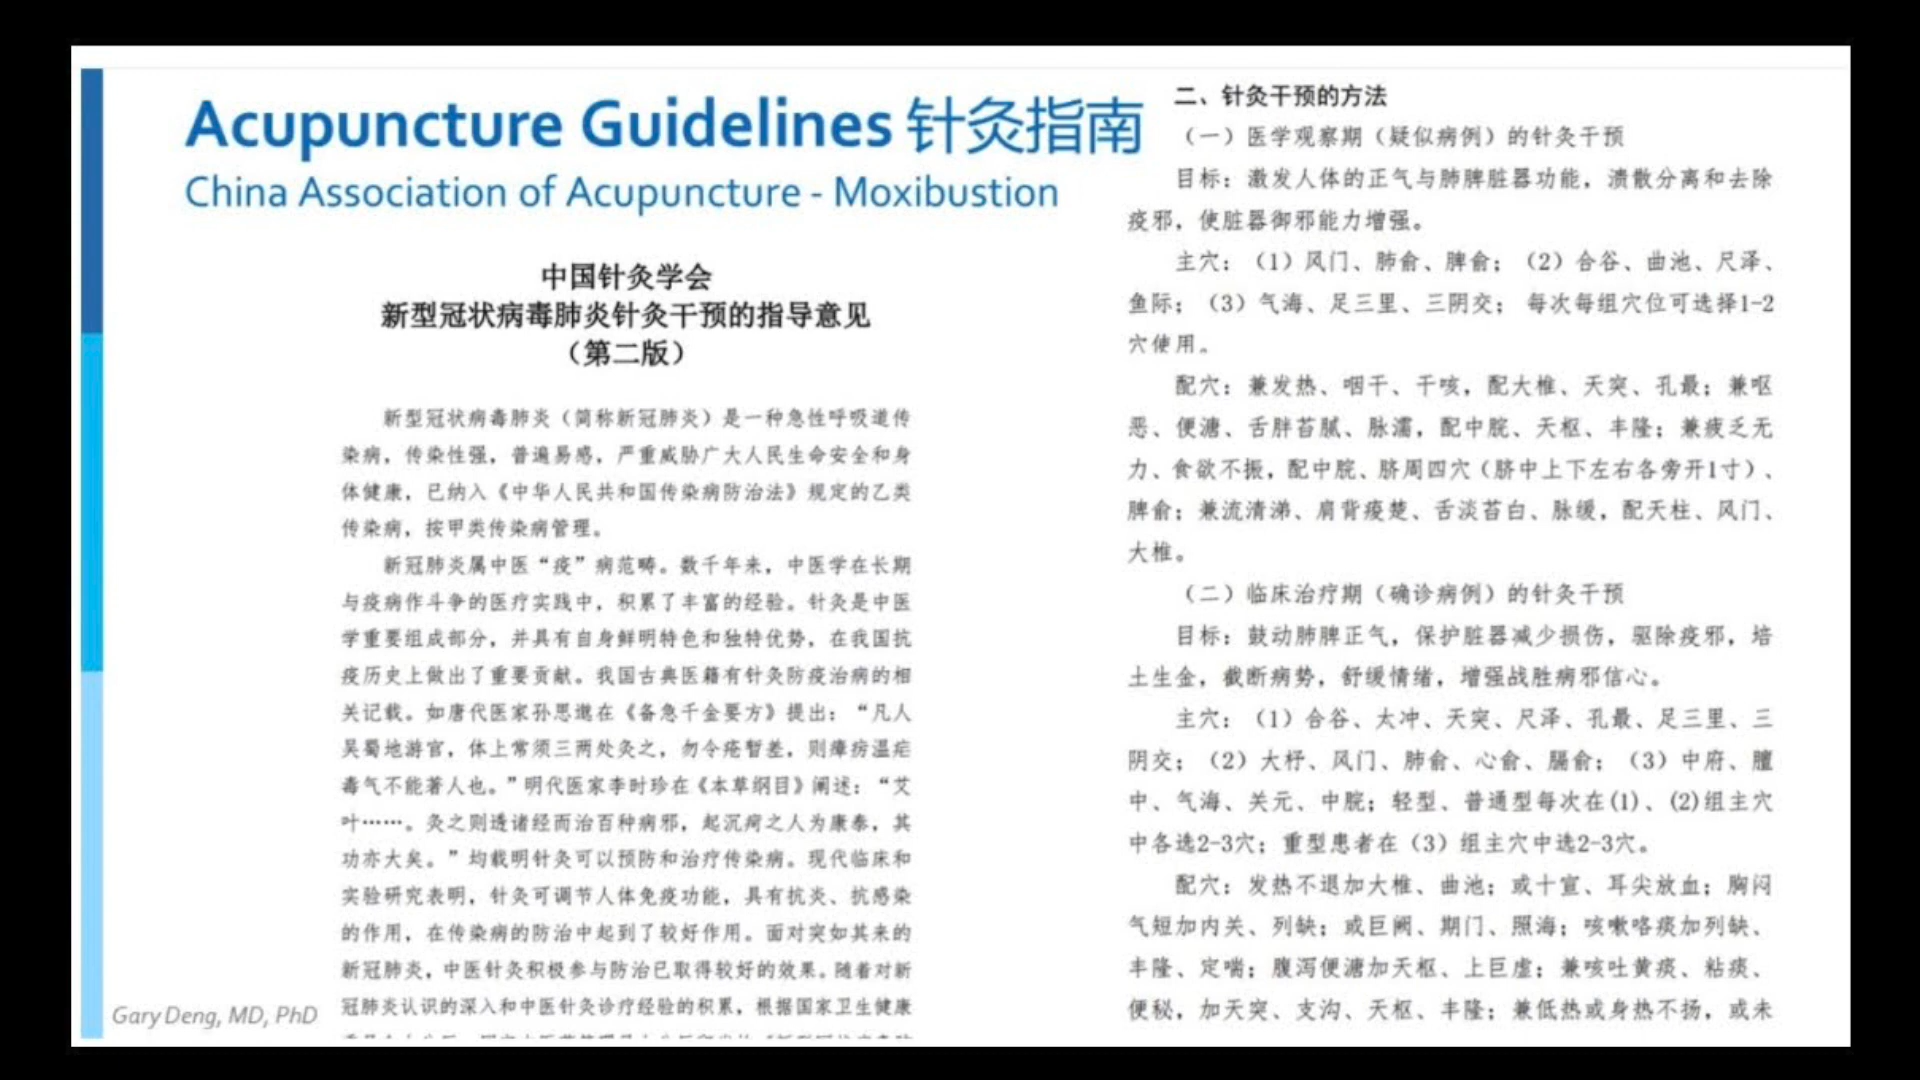 Acupuncture Guidelines 针灸指南
China Association of Acupuncture - Moxibustion
中国针灸学会
新型冠状病毒肺炎针灸干预的指导意见
（第二版）
新型冠状病毒肺炎（简称新冠肺炎）是一种急性呼吸道传
染病，传染性强，普遍易感，严重威胁广大人民生命安全和身
体健康，已纳入《中华人民共和国传染病防治法》规定的乙类
传染病，按甲类传染病管理。
新冠肺炎属中医“疫”病范畴。数千年来，中医学在长期
与疫病作斗争的医疗实践中，积累了丰富的经验。针灸是中医
学重要组成部分，并具有自身鲜明特色和独特优势，在我国抗
疫历史上做出了重要贡献。我国古典医籍有针灸防疫治病的相
关记载。如唐代医家孙思邈在《备急千金要方》提出：“凡人
吴蜀地游官，体上常须三两处灸之，勿令疮暂差，则瘴疠温疟
毒气不能著人也。”明代医家李时珍在《本草纲目》阐述：“艾
叶……。灸之则透诸经而治百种病邪，起沉疴之人为康泰，其
功亦大矣。”均载明针灸可以预防和治疗传染病。现代临床和
实验研究表明，针灸可调节人体免疫功能，具有抗炎、抗感染
的作用，在传染病的防治中起到了较好作用。面对突如其来的
新冠肺炎，中医针灸积极参与防治已取得较好的效果。随着对新
冠肺炎认识的深入和中医针灸诊疗经验的积累，根据国家卫生健康
Gary Deng, MD, PhD
二、针灸干预的方法
（一）医学观察期（疑似病例）的针灸干预
目标：激发人体的正气与肺脾脏器功能，溃散分离和去除
疫邪，使脏器御邪能力增强。
主穴：（1）风门、肺俞、脾俞；（2）合谷、曲池、尺泽、
鱼际；（3）气海、足三里、三阴交； 每次每组穴位可选择1-2
穴使用。
配穴：兼发热、咽干、干咳，配大椎、天突、孔最；兼呕
恶、便溏、舌胖苔腻、脉濡，配中脘、天枢、丰隆；兼疲乏无
力、食欲不振，配中脘、脐周四穴（脐中上下左右各旁开1寸）、
脾俞；兼流清涕、肩背疫楚、舌淡苔白、脉缓，配天柱、风门、
大椎。
（二）临床治疗期（确诊病例）的针灸干预
目标：鼓动肺脾正气，保护脏器减少损伤，驱除疫邪，培
土生金，截断病势，舒缓情绪，增强战胜病邪信心。
主穴：（1）合谷、太冲、天突、尺泽、孔最、足三里、三
阴交；（2）大杼、风门、肺俞、心俞、膈俞；（3）中府、膻
中、气海、关元、中脘；轻型、普通型每次在(1)、(2)组主穴
中各选2-3穴；重型患者在（3）组主穴中选2-3穴。
配穴：发热不退加大椎、曲池；或十宣、耳尖放血；胸闷
气短加内关、列缺；或巨阙、期门、照海；咳嗽咯痰加列缺、
丰隆、定喘；腹泻便溏加天枢、上巨虚；兼咳吐黄痰、粘痰、
便秘，加天突、支沟、天枢、丰隆；兼低热或身热不扬，或未